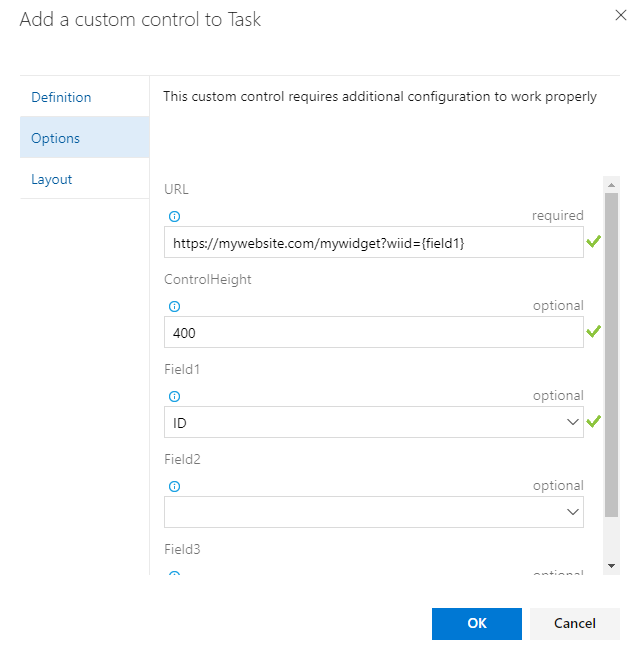 Add a custom control to Task
Definition
Options
Layout
This custom control requires additional configuration to work properly
URL
required
https://mywebsite.com/mywidget?wiid={field1}
ControlHeight
optional
400
Field1
optional
ID
Field2
optional
Field3
optional
OK
Cancel